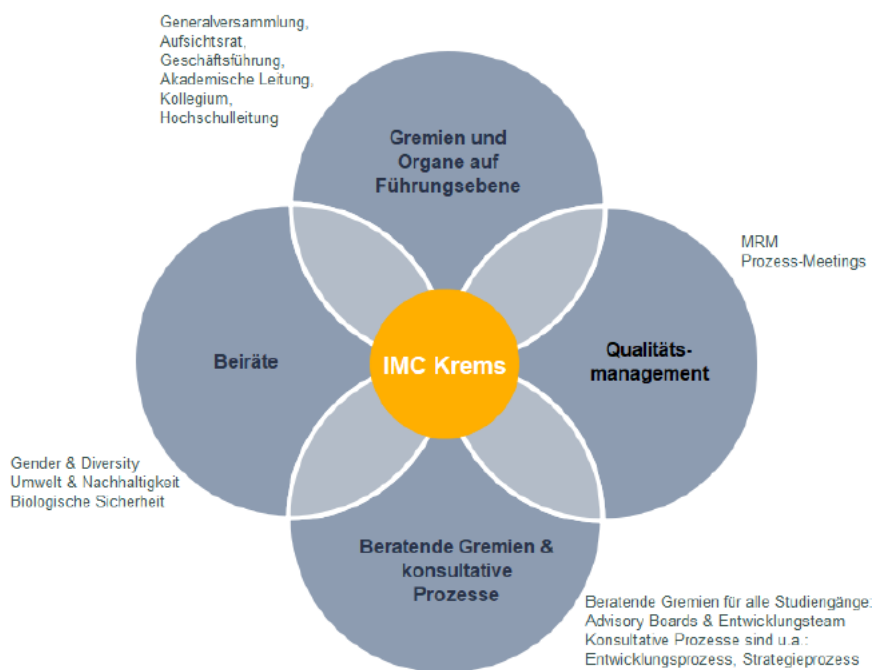 Generalversammlung,
Aufsichtsrat,
Geschäftsführung,
Akademische Leitung,
Kollegium,
Hochschulleitung
Gremien und
Organe auf
Führungsebene
MRM
Prozess-Meetings
Beiräte
IMC Krems
Qualitäts-
management
Gender & Diversity
Umwelt & Nachhaltigkeit
Biologische Sicherheit
Beratende Gremien &
konsultative
Prozesse
Beratende Gremien für alle Studiengänge:
Advisory Boards & Entwicklungsteam
Konsultative Prozesse sind u.a.:
Entwicklungsprozess, Strategieprozess